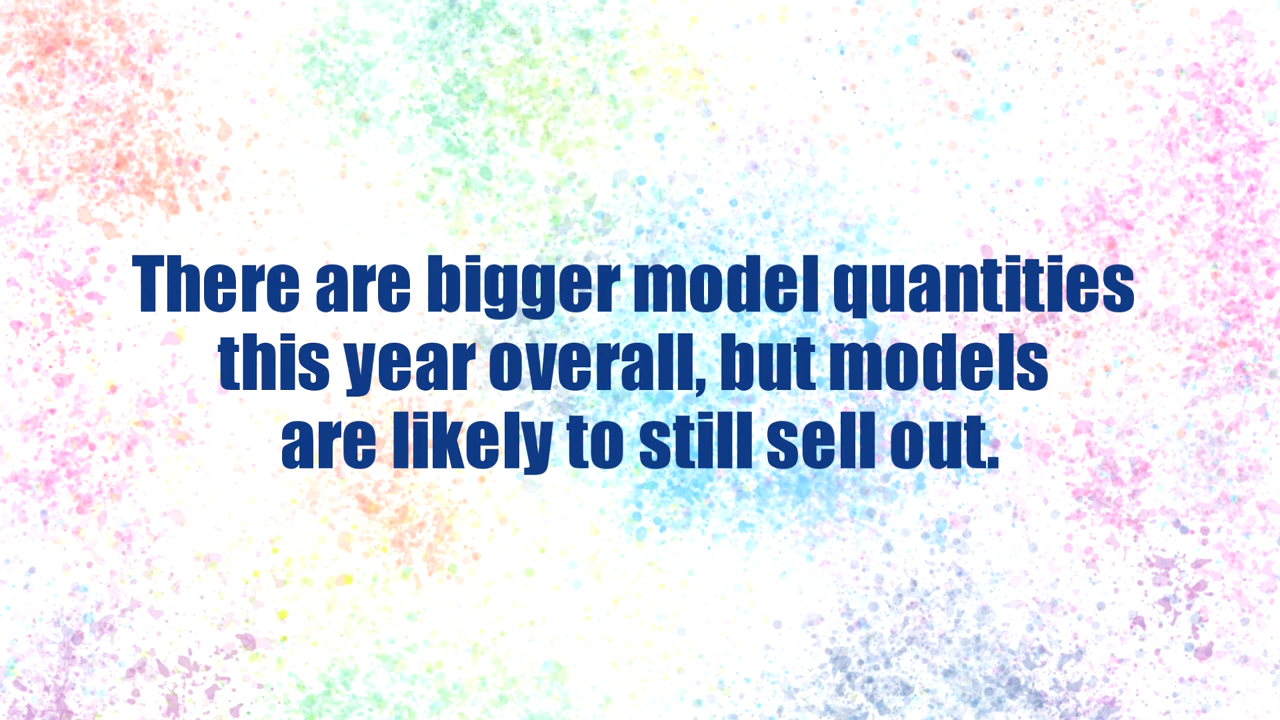 There are bigger model quantities
this year overall, but models
are likely to still sell out.